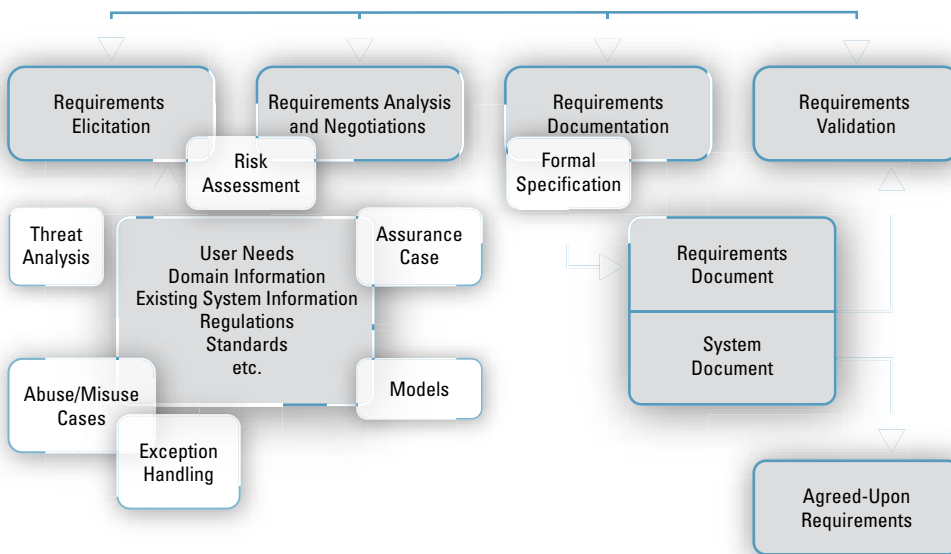 Requirements
Elicitation
Requirements Analysis
and Negotiations
Requirements
Documentation
Requirements
Validation
Risk
Assessment
Formal
Specification
Threat
Analysis
User Needs
Domain Information
Existing System Information
Regulations
Standards
etc.
Assurance
Case
Requirements
Document
System
Document
Abuse/Misuse
Cases
Models
Exception
Handling
Agreed-Upon
Requirements